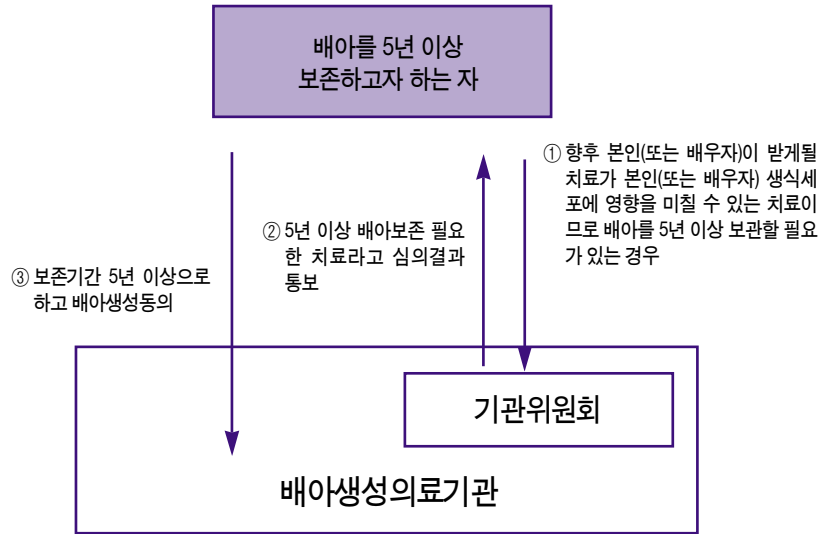 배아를 5년 이상
보존하고자 하는 자
① 향후 본인(또는 배우자)이 받게될
치료가 본인(또는 배우자) 생식세
포에 영향을 미칠 수 있는 치료이
므로 배아를 5년 이상 보관할 필요
가 있는 경우
② 5년 이상 배아보존 필요
한 치료라고 심의결과
통보
③ 보존기간 5년 이상으로
하고 배아생성동의
기관위원회
배아생성의료기관